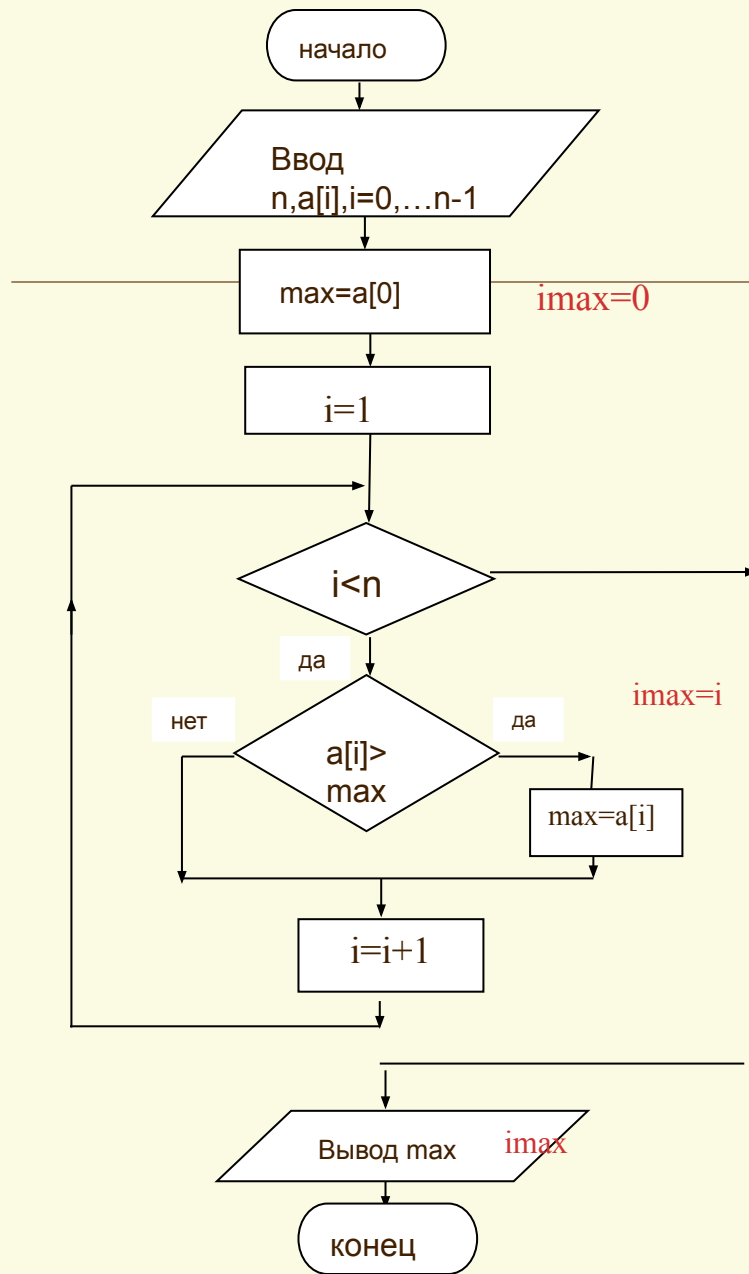 начало
Ввод
n,a[i],i=0,…n-1
max=a[0]
imax=0
i=1
i<n
да
imax=i
нет
да
a[i]>
max
max=a[i]
i=i+1
Вывод max
imax
конец